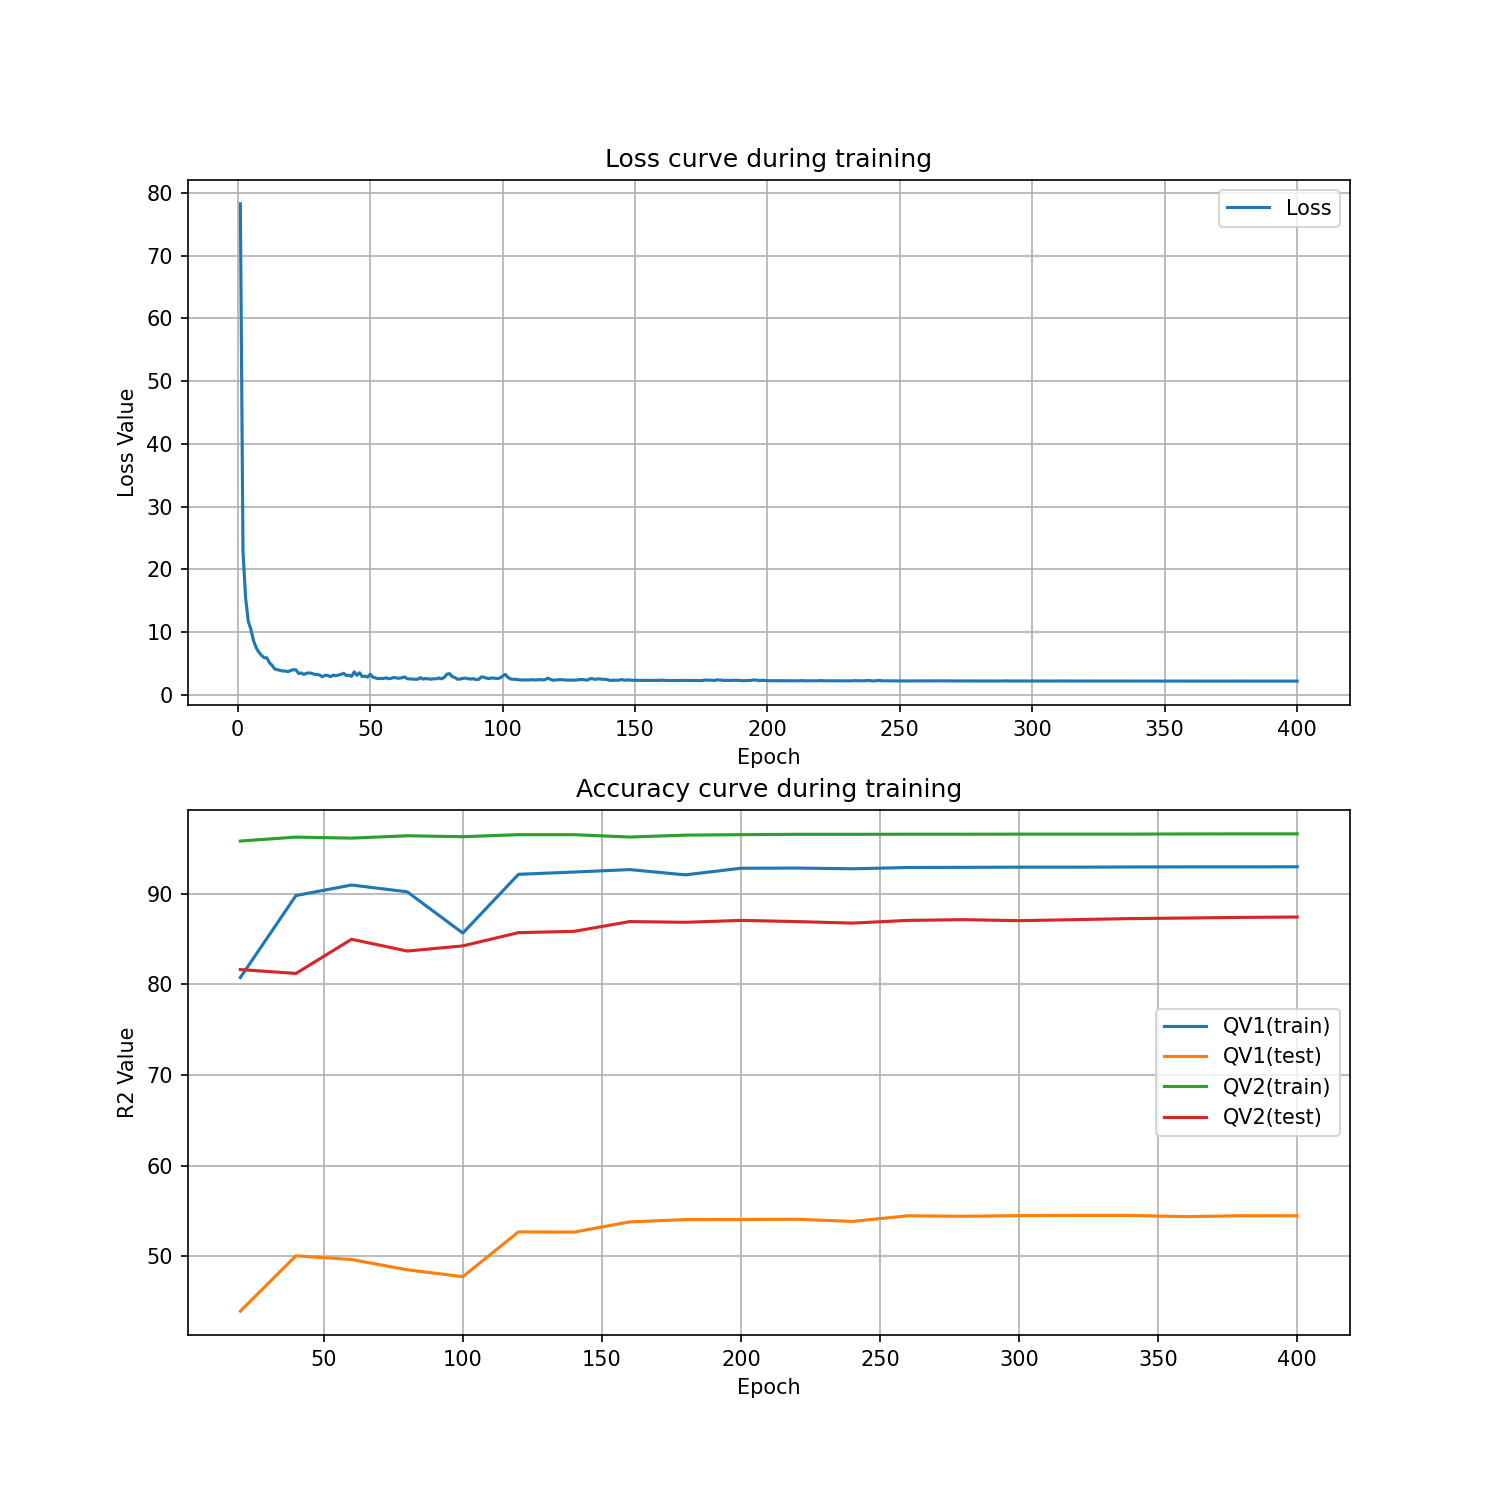 Loss curve during training
80
70
60
50
40
30
20
10
0
Loss Value
Loss
0 50 100 150 200 250 300 350 400
Epoch
Accuracy curve during training
90
80
70
60
50
R2 Value
QV1(train)
QV1(test)
QV2(train)
QV2(test)
50 100 150 200 250 300 350 400
Epoch